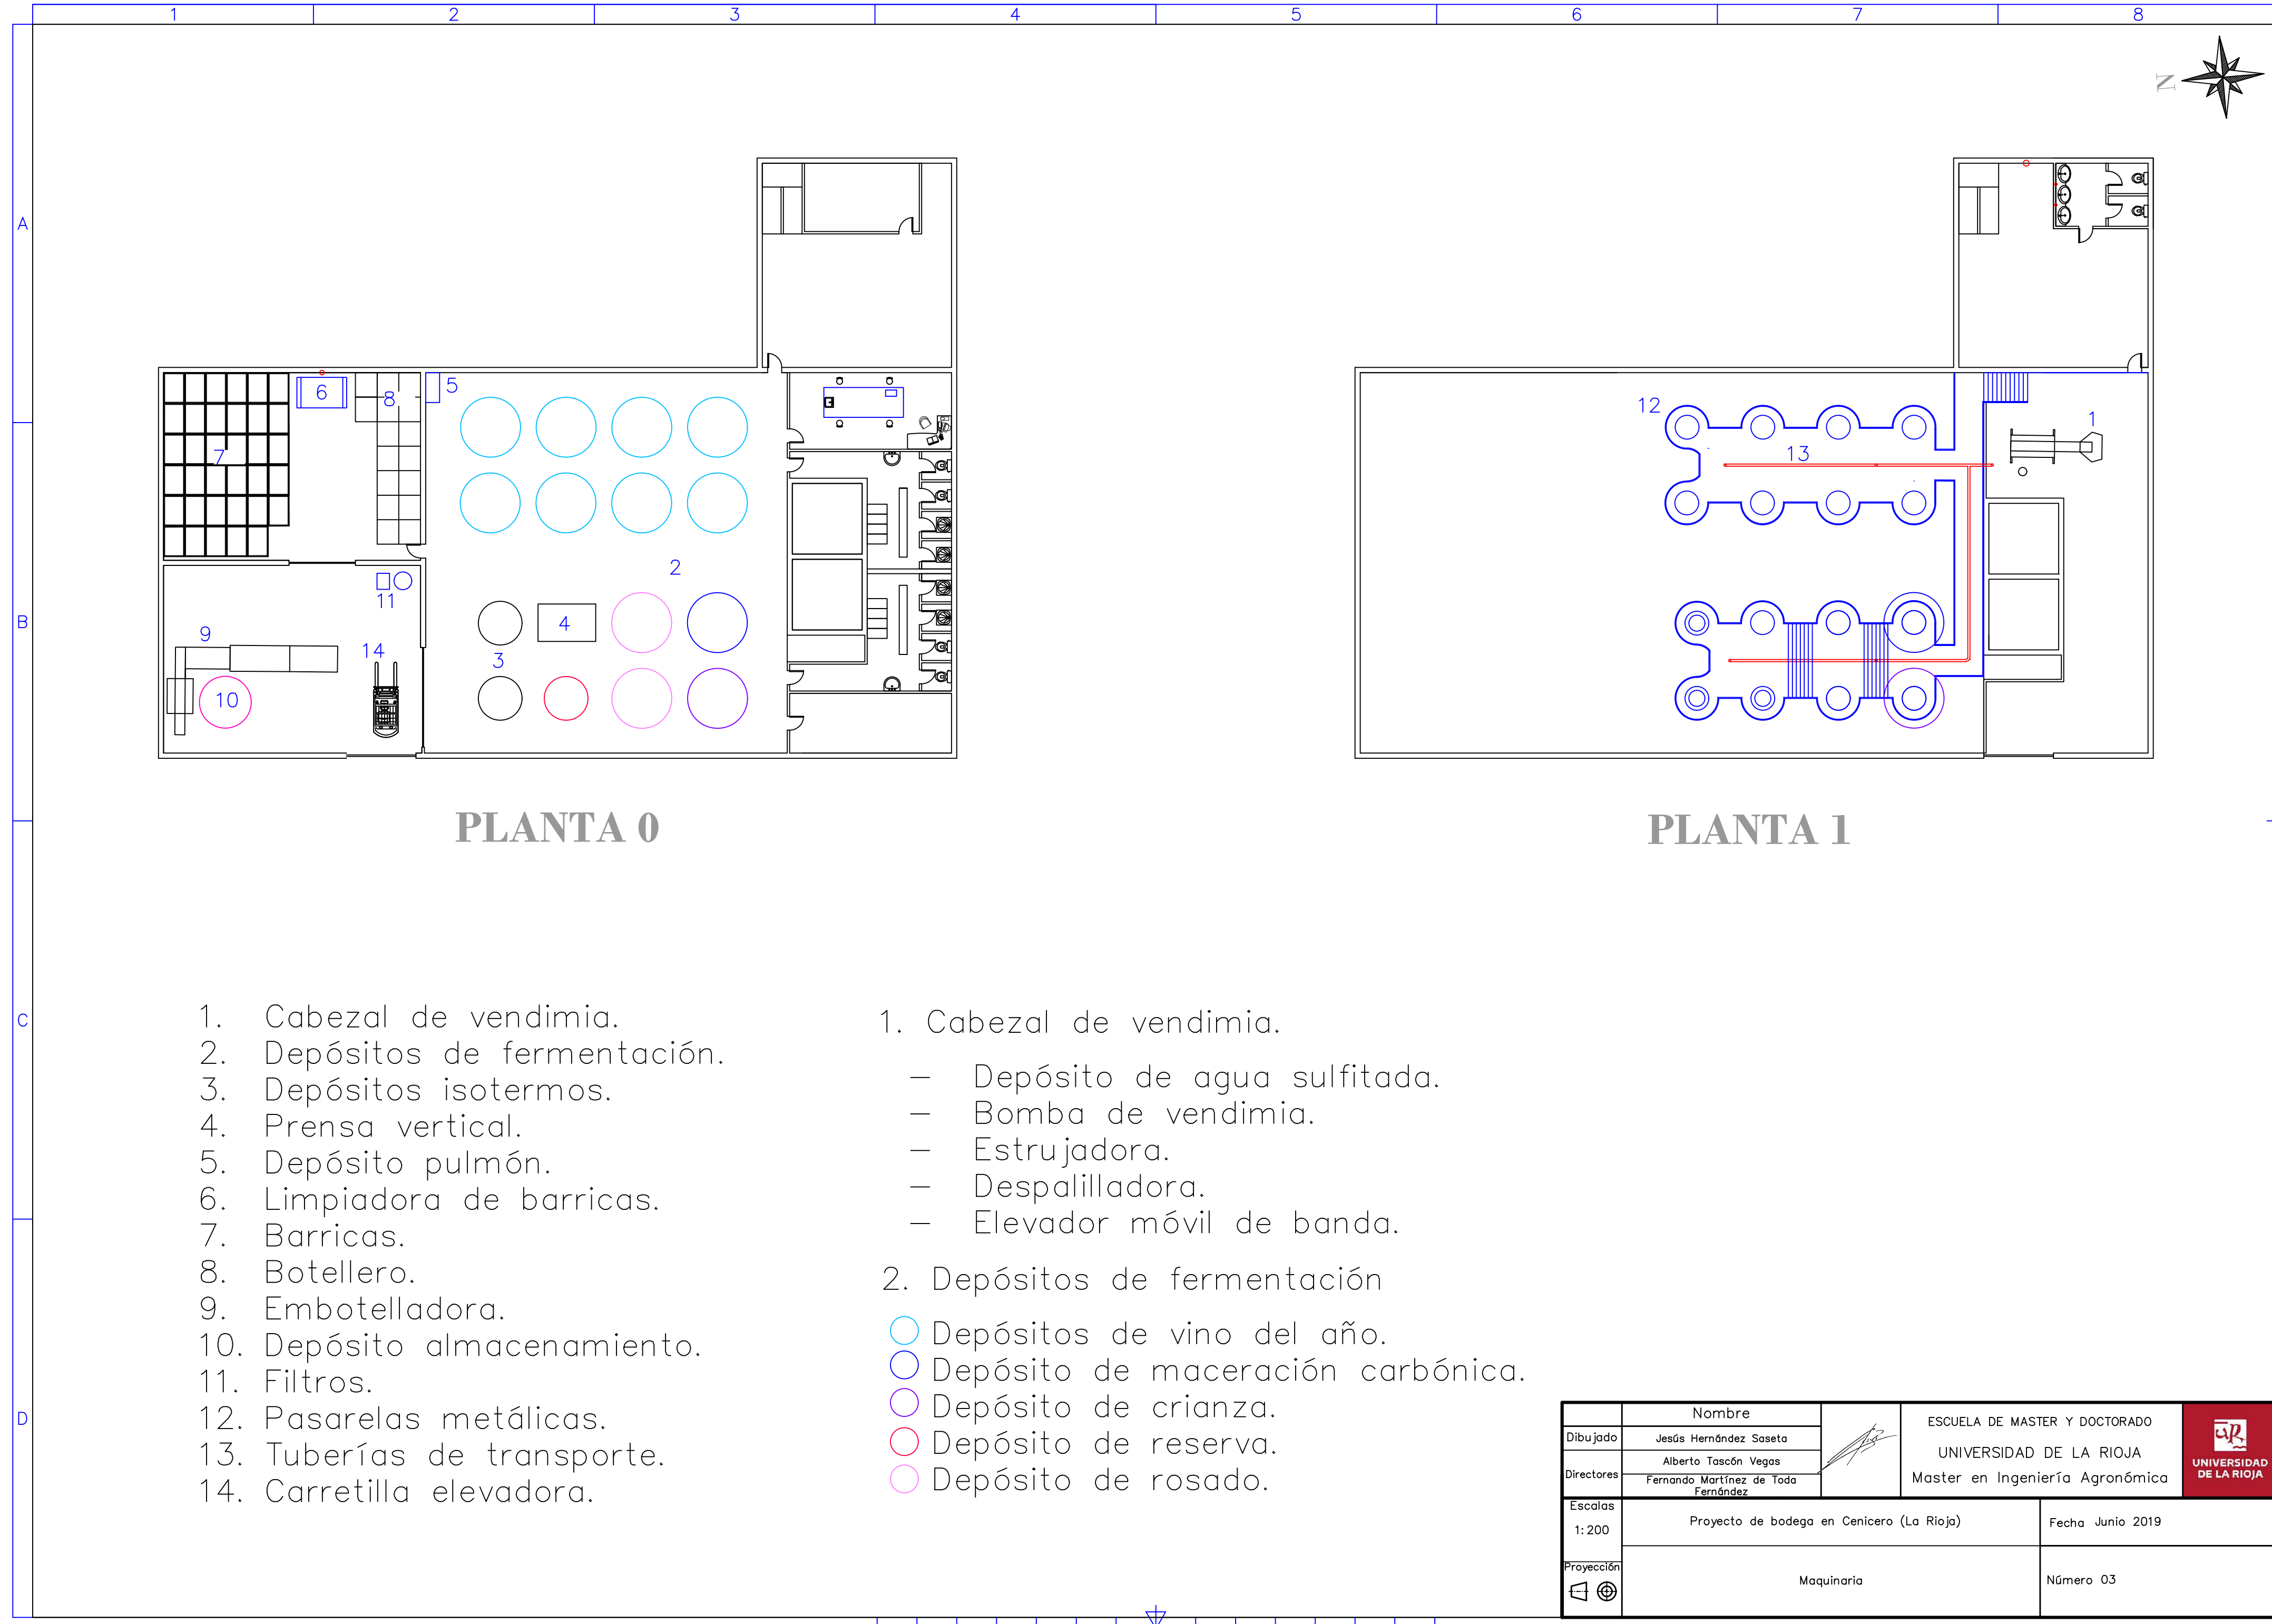 1 2 3 4 5 6 7 8
N
A
B
C
D
6
8
5
7
2
11
9
4
14
3
10
PLANTA 0
12
1
13
PLANTA 1
1. Cabezal de vendimia.
2. Depósitos de fermentación.
3. Depósitos isotermos.
4. Prensa vertical.
5. Depósito pulmón.
6. Limpiadora de barricas.
7. Barricas.
8. Botellero.
9. Embotelladora.
10. Depósito almacenamiento.
11. Filtros.
12. Pasarelas metálicas.
13. Tuberías de transporte.
14. Carretilla elevadora.
1. Cabezal de vendimia.
– Depósito de agua sulfitada.
– Bomba de vendimia.
– Estrujadora.
– Despalilladora.
– Elevador móvil de banda.
2. Depósitos de fermentación
Depósitos de vino del año.
Depósito de maceración carbónica.
Depósito de crianza.
Depósito de reserva.
Depósito de rosado.
Nombre
Dibujado
Jesús Hernández Saseta
Directores
Alberto Tascón Vegas
Fernando Martínez de Toda
Fernández
ESCUELA DE MASTER Y DOCTORADO
UNIVERSIDAD DE LA RIOJA
Master en Ingeniería Agronómica
UR
UNIVERSIDAD
DE LA RIOJA
Escalas
1:200
Proyecto de bodega en Cenicero (La Rioja)
Fecha Junio 2019
Proyección
Maquinaria
Número 03